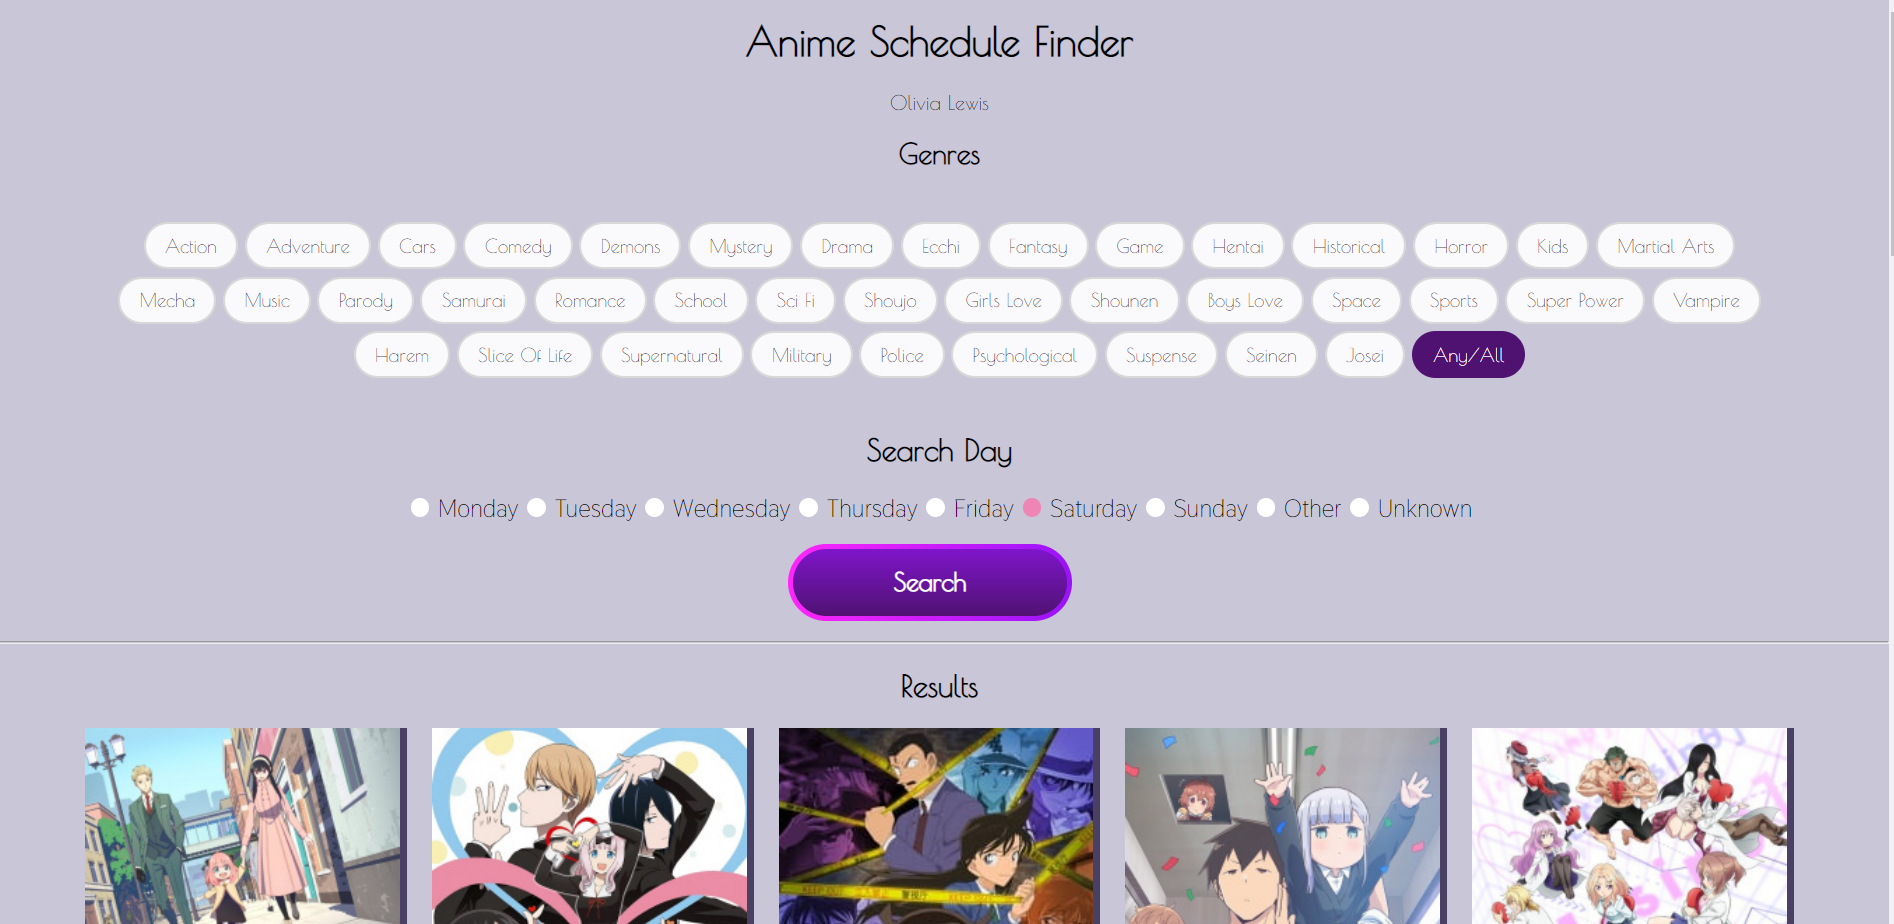 Anime Schedule Finder
Olivia Lewis
Genres
Action Adventure Cars Comedy Demons Mystery Drama Ecchi Fantasy Game Hentai Historical Horror Kids Martial Arts
Mecha Music Parody Samurai Romance School Sci Fi Shoujo Girls Love Shounen Boys Love Space Sports Super Power Vampire
Harem Slice Of Life Supernatural Military Police Psychological Suspense Seinen Josei Any/All
Search Day
Monday Tuesday Wednesday Thursday Friday Saturday Sunday Other Unknown
Search
Results